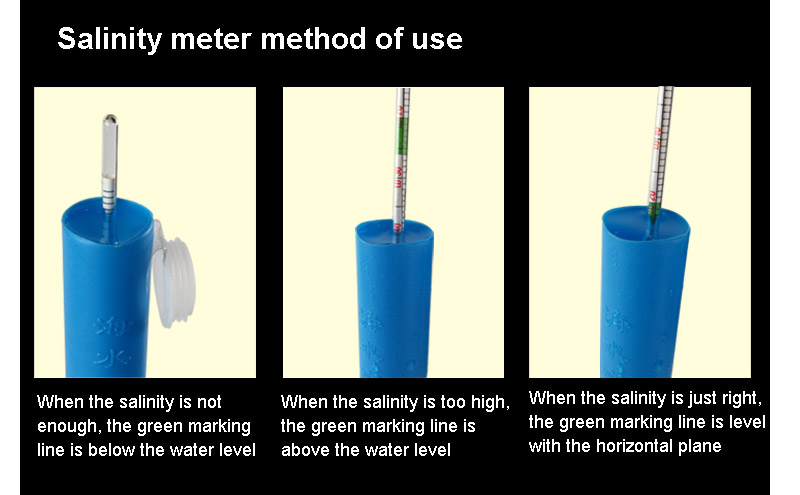 Salinity meter method of use
When the salinity is not
enough, the green marking
line is below the water level
When the salinity is too high,
the green marking line is
above the water level
When the salinity is just right,
the green marking line is level
with the horizontal plane